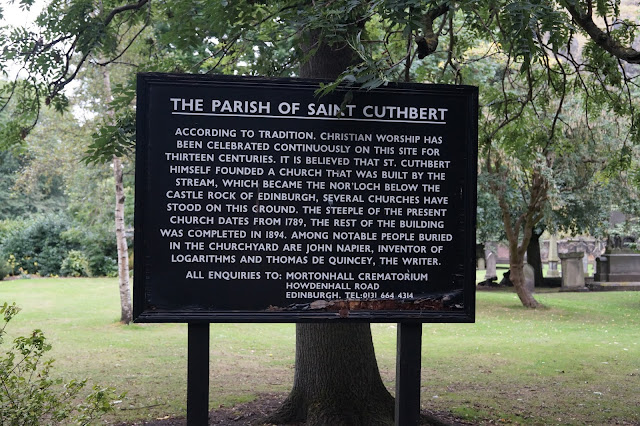 THE PARISH OF SAINT CUTHBERT
ACCORDING TO TRADITION. CHRISTIAN WORSHIP HAS
BEEN CELEBRATED CONTINUOUSLY ON THIS SITE FOR
THIRTEEN CENTURIES. IT IS BELIEVED THAT ST. CUTHBERT
HIMSELF FOUNDED A CHURCH THAT WAS BUILT BY THE
STREAM, WHICH BECAME THE NOR'LOCH BELOW THE
CASTLE ROCK OF EDINBURGH, SEVERAL CHURCHES HAVE
STOOD ON THIS GROUND. THE STEEPLE OF THE PRESENT
CHURCH DATES FROM 1789, THE REST OF THE BUILDING
WAS COMPLETED IN 1894. AMONG NOTABLE PEOPLE BURIED
IN THE CHURCHYARD ARE JOHN NAPIER, INVENTOR OF
LOGARITHMS AND THOMAS DE QUINCEY, THE WRITER.
ALL ENQUIRIES TO: MORTONHALL CREMATORIUM
HOWDENHALL ROAD
EDINBURGH. TEL:0131 664 4314